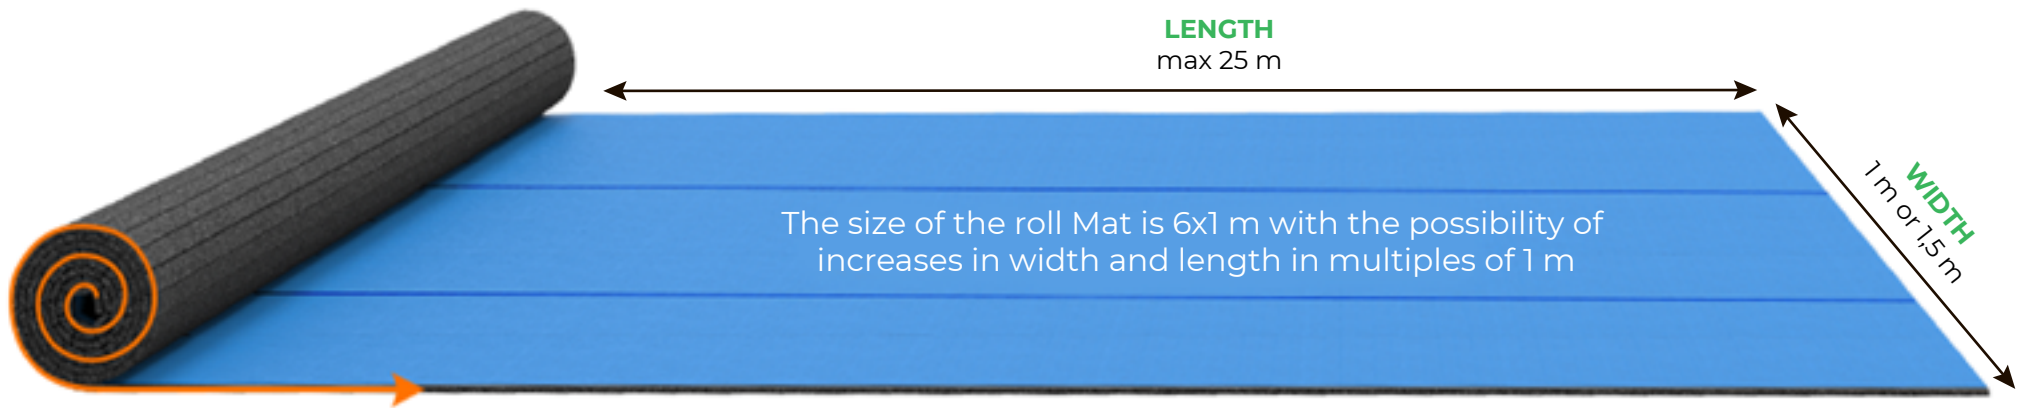 LENGTH
max 25 m
WIDTH
1 m or 1,5 m
The size of the roll Mat is 6x1 m with the possibility of
increases in width and length in multiples of 1 m